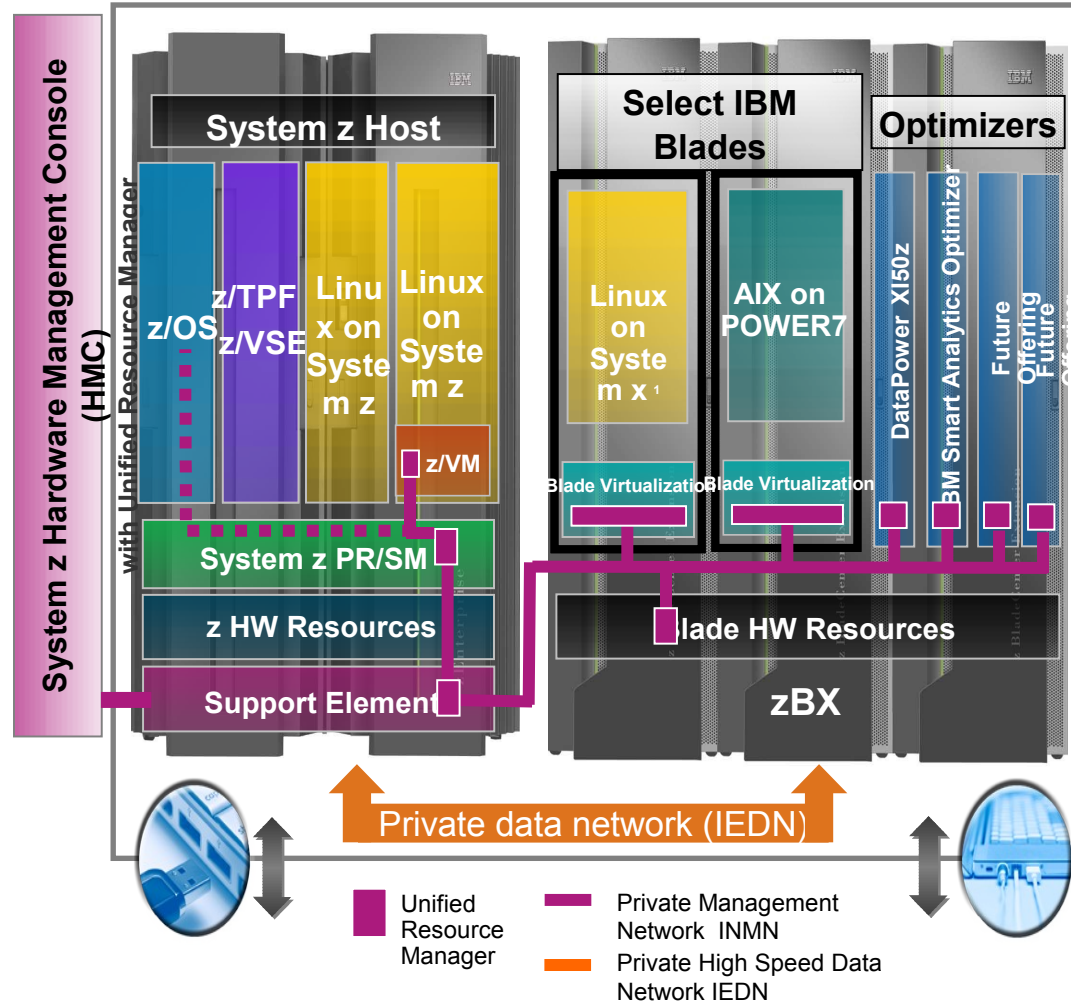 System z Hardware Management Console
(HMC)
with Unified Resource Manager
IBM
IBM
IBM
System z Host
Select IBM
Blades
Optimizers
z/OS
z/TPF
z/VSE
Linu
x on
Syste
m z
Linux
on
Syste
m z
z/VM
Linux
on
Syste
m x 1
AIX on
POWER7
Blade Virtualization
Blade Virtualization
DataPower XI50z
BM Smart Analytics Optimizer
Future
Offering
Future
Offering
System z PR/SM
z HW Resources
Support Element
Blade HW Resources
zBX
Private data network (IEDN)
Unified
Resource
Manager
Private Management
Network INMN
Private High Speed Data
Network IEDN